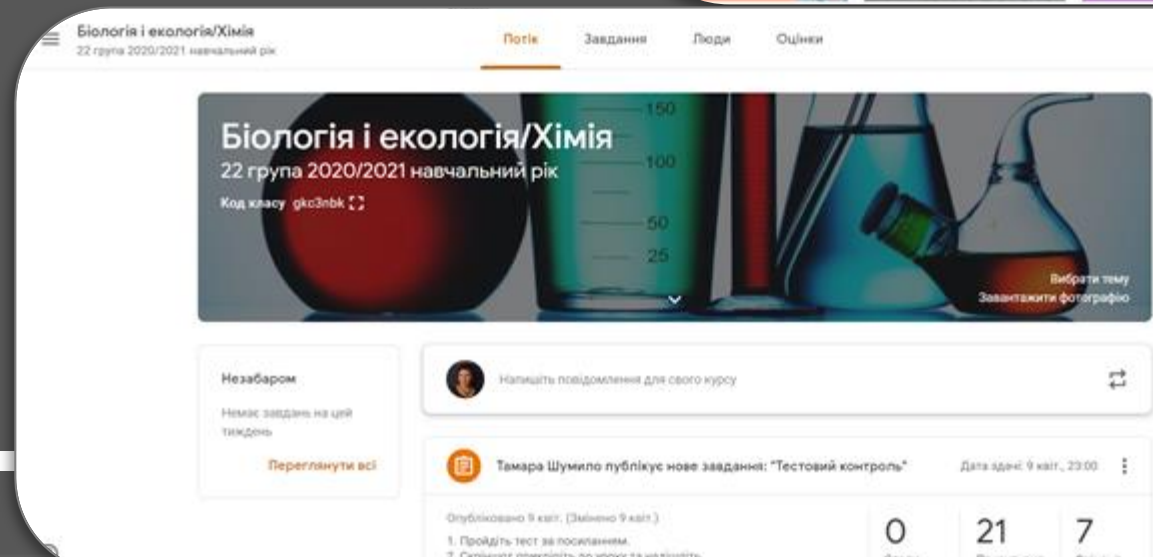 Біологія і екологія/Хімія
22 група 2020/2021 навчальний рік
Потік Завдання Люди Оцінки
Біологія і екологія/Хімія
22 група 2020/2021 навчальний рік
Код класу gkc3nbk
150
100
50
25
Вибрати тему
Завантажити фотографію
Незабаром
Немає завдань на цей
тиждень
Переглянути всі
Напишіть повідомлення для свого курсу
Тамара Шумило публікує нове завдання: "Тестовий контроль" Дата здачі: 9 квіт., 23:00
Опубліковано 9 квіт. (Змінено 9 квіт.)
1. Пройдіть тест за посиланням.
0 21 7